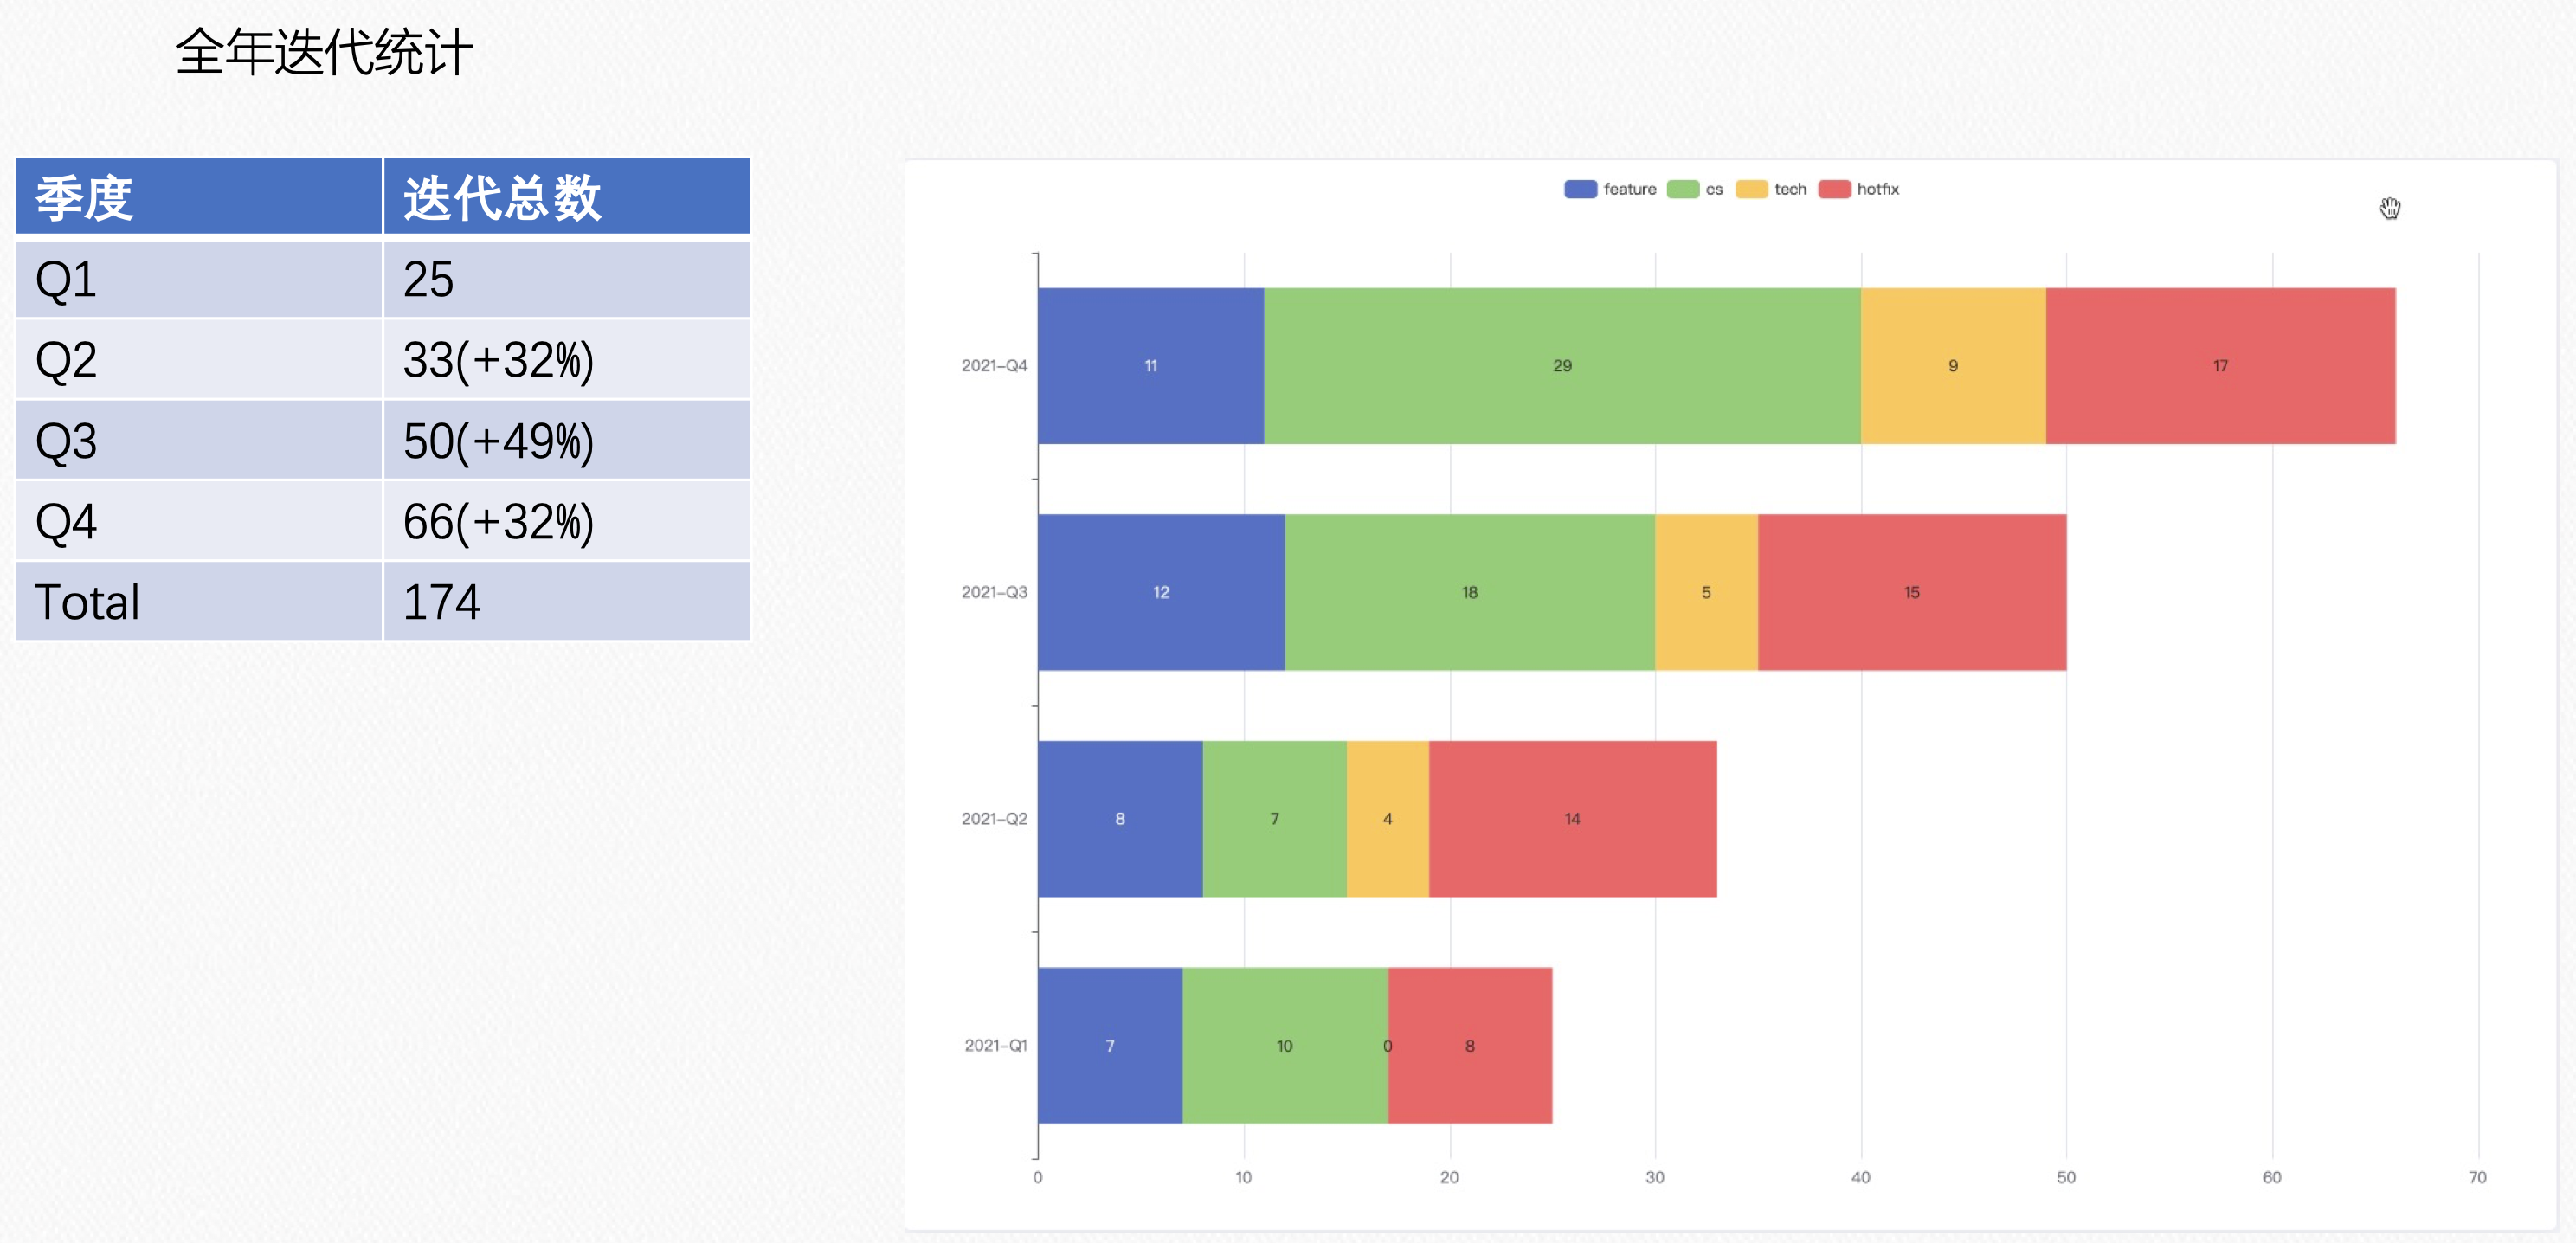 全年迭代统计
季度 迭代总数
Q1 25
Q2 33(+32%)
Q3 50(+49%)
Q4 66(+32%)
Total 174
feature cs tech hotfix
2021-Q4 11 29 9 17
2021-Q3 12 18 5 15
2021-Q2 8 7 4 14
2021-Q1 7 10 0 8
0 10 20 30 40 50 60 70